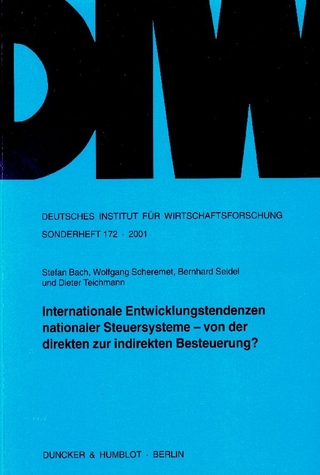 DIW
DEUTSCHES INSTITUT FÜR WIRTSCHAFTSFORSCHUNG
SONDERHEFT 172 · 2001
Stefan Bach, Wolfgang Scheremet, Bernhard Seidel
und Dieter Teichmann
Internationale Entwicklungstendenzen
nationaler Steuersysteme – von der
direkten zur indirekten Besteuerung?
DUNCKER & HUMBLOT · BERLIN